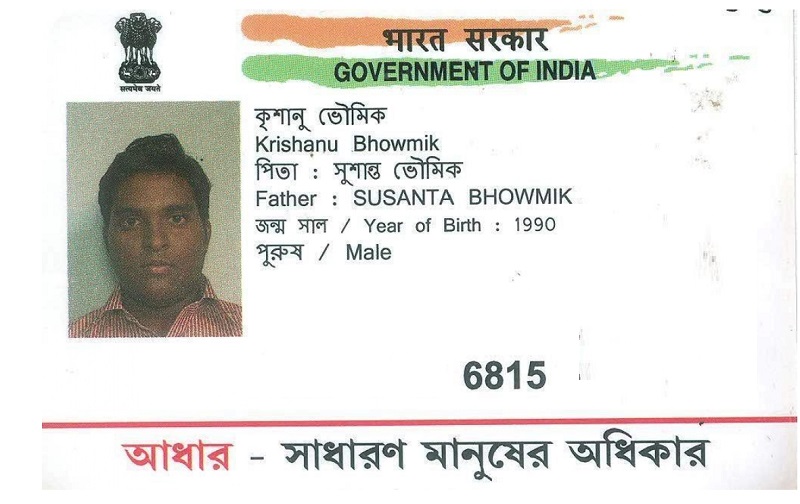 भारत सरकार
GOVERNMENT OF INDIA
सत्यमेव जयते
কৃশানু ভৌমিক
Krishanu Bhowmik
পিতা : সুশান্ত ভৌমিক
Father : SUSANTA BHOWMIK
জন্ম সাল / Year of Birth : 1990
পুরুষ / Male
6815
আধার - সাধারণ মানুষের অধিকার